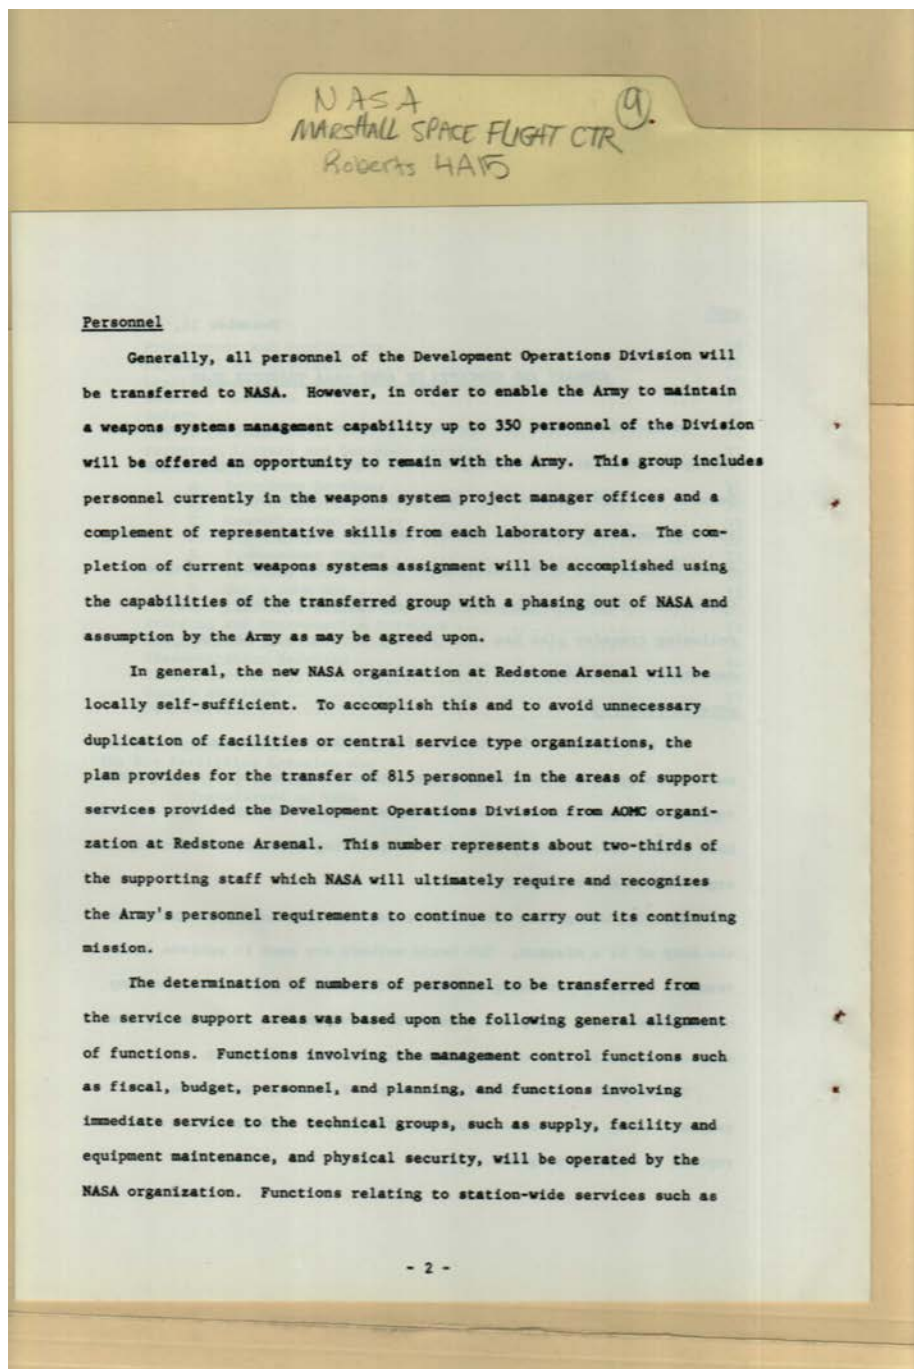 NASA
9.
MARSHALL SPACE FLIGHT CTR
Roberts 4A15
Personnel
Generally, all personnel of the Development Operations Division will
be transferred to NASA. However, in order to enable the Army to maintain
a weapons systems management capability up to 350 personnel of the Division
will be offered an opportunity to remain with the Army. This group includes
personnel currently in the weapons system project manager offices and a
complement of representative skills from each laboratory area. The com-
pletion of current weapons systems assignment will be accomplished using
the capabilities of the transferred group with a phasing out of NASA and
assumption by the Army as may be agreed upon.
In general, the new NASA organization at Redstone Arsenal will be
locally self-sufficient. To accomplish this and to avoid unnecessary
duplication of facilities or central service type organizations, the
plan provides for the transfer of 815 personnel in the areas of support
services provided the Development Operations Division from AOMC organi-
zation at Redstone Arsenal. This number represents about two-thirds of
the supporting staff which NASA will ultimately require and recognizes
the Army's personnel requirements to continue to carry out its continuing
mission.
The determination of numbers of personnel to be transferred from
the service support areas was based upon the following general alignment
of functions. Functions involving the management control functions such
as fiscal, budget, personnel, and planning, and functions involving
immediate service to the technical groups, such as supply, facility and
equipment maintenance, and physical security, will be operated by the
NASA organization. Functions relating to station-wide services such as
- 2 -